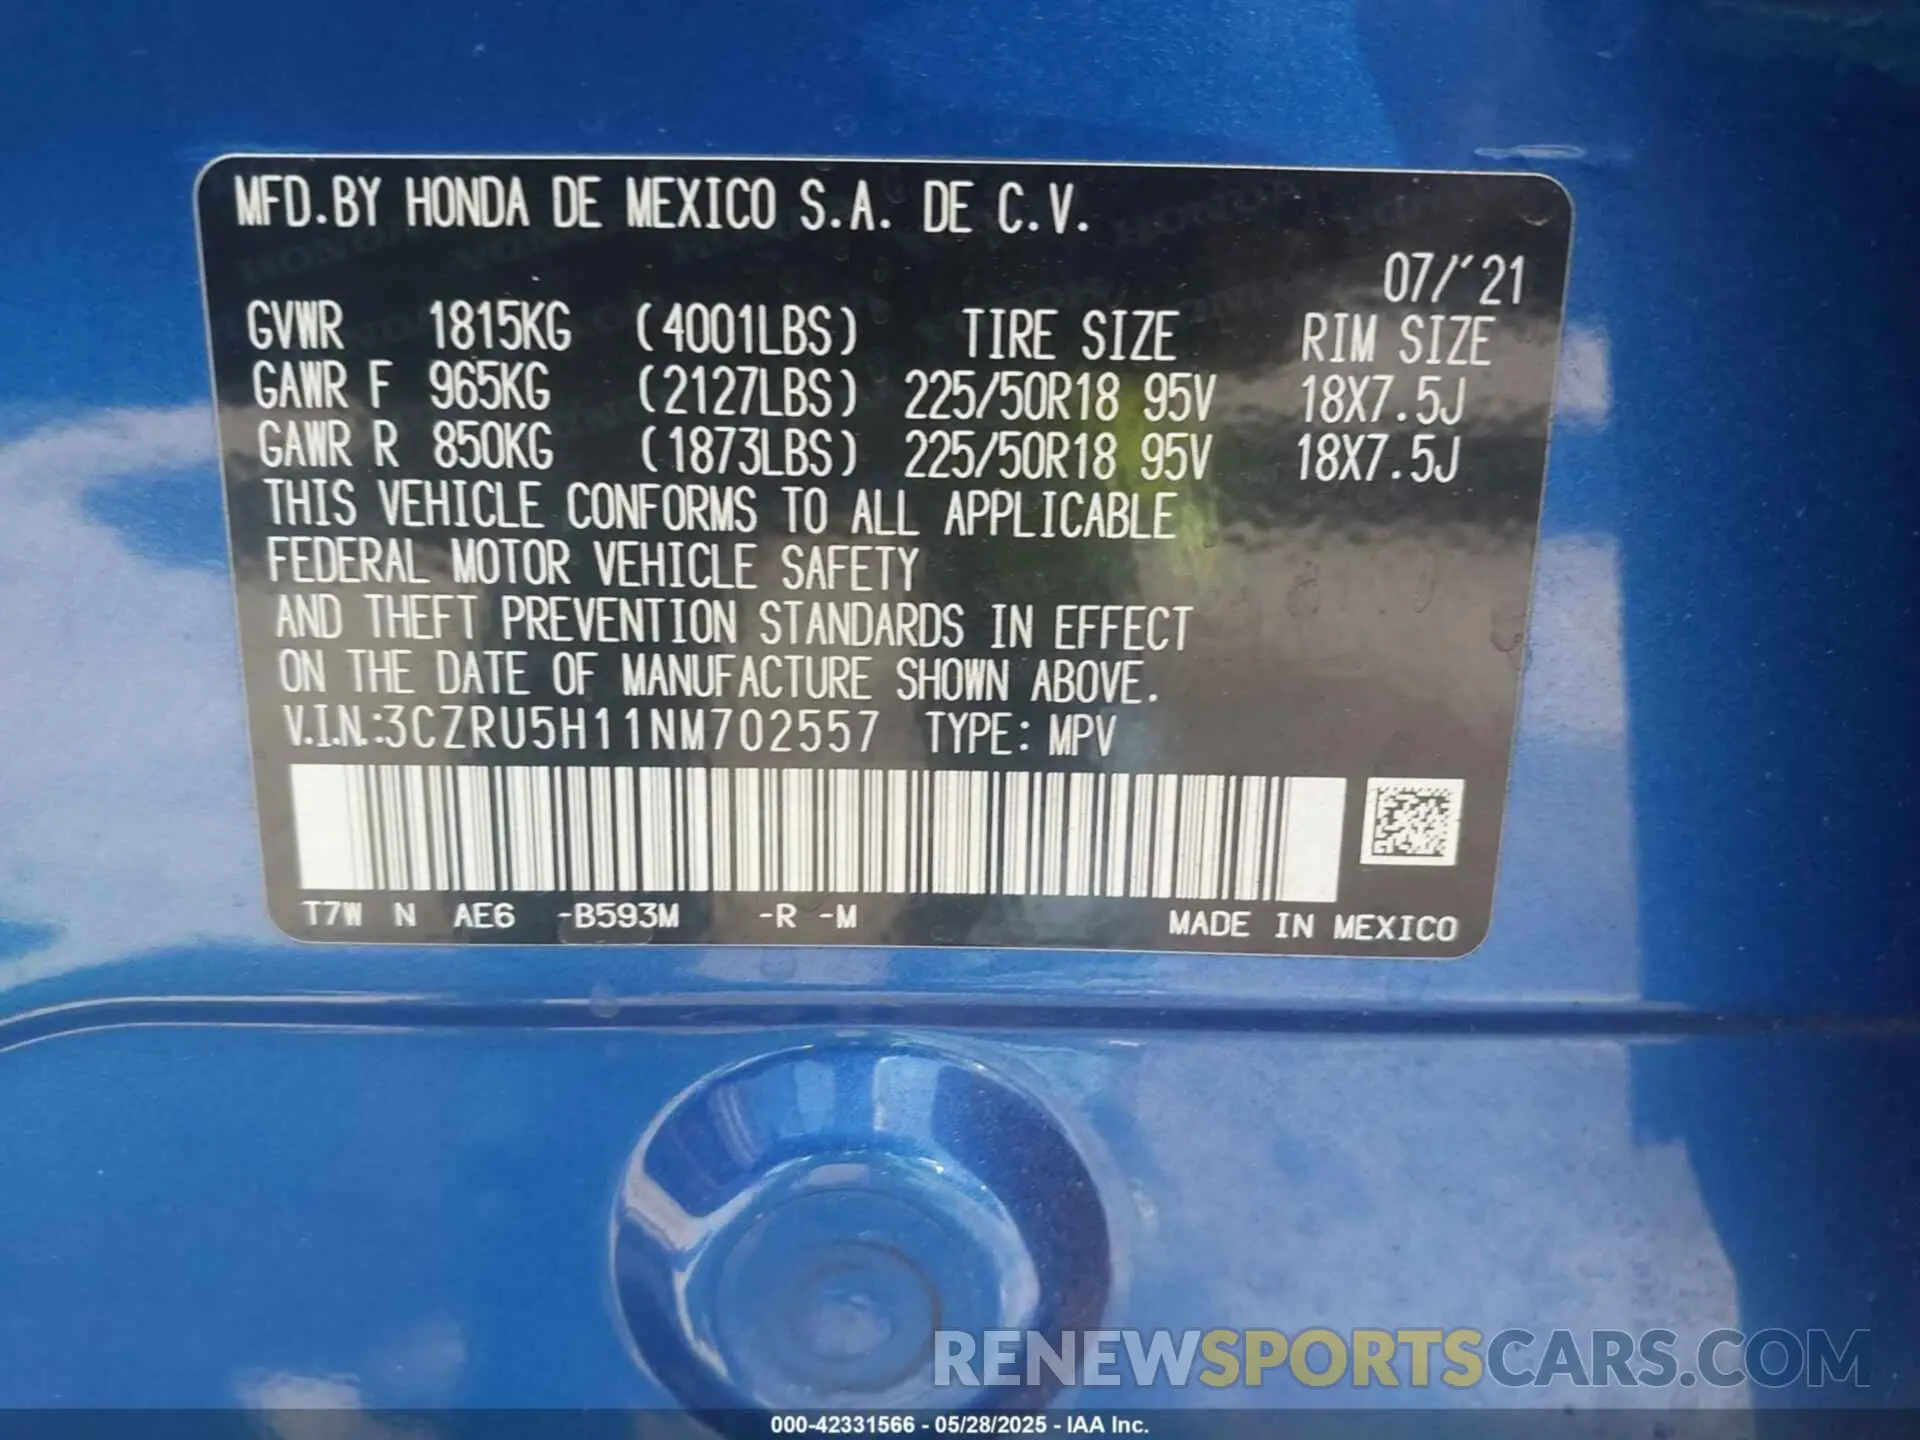 MFD.BY HONDA DE MEXICO S.A. DE C.V.
07/'21
GVWR 1815KG (4001LBS) TIRE SIZE RIM SIZE
GAWR F 965KG (2127LBS) 225/50R18 95V 18X7.5J
GAWR R 850KG (1873LBS) 225/50R18 95V 18X7.5J
THIS VEHICLE CONFORMS TO ALL APPLICABLE
FEDERAL MOTOR VEHICLE SAFETY
AND THEFT PREVENTION STANDARDS IN EFFECT
ON THE DATE OF MANUFACTURE SHOWN ABOVE.
V.I.N.:3CZRU5H11NM702557 TYPE: MPV
T7W N AE6 -B593M -R -M MADE IN MEXICO
RENEWSPORTSCARS.COM
000-42331566 - 05/28/2025 - IAA Inc.